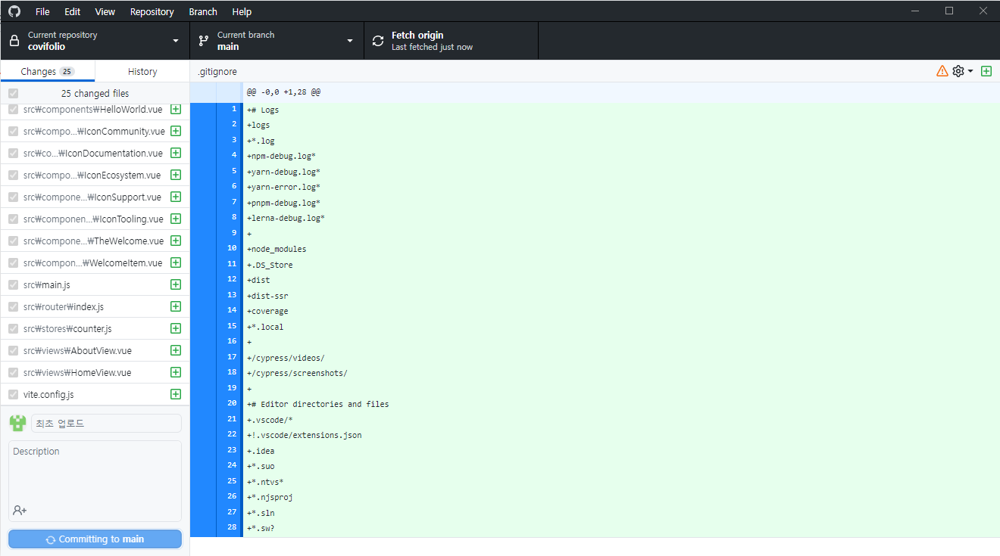 File Edit View Repository Branch Help
Current repository
covifolio
Current branch
main
Fetch origin
Last fetched just now
Changes 25
History
25 changed files
src₩components₩HelloWorld.vue
src₩compo...₩IconCommunity.vue
src₩co...₩IconDocumentation.vue
src₩compo...₩IconEcosystem.vue
src₩compone...₩IconSupport.vue
src₩componen...₩IconTooling.vue
src₩compone...₩TheWelcome.vue
src₩compon...₩WelcomeItem.vue
src₩main.js
src₩router₩index.js
src₩stores₩counter.js
src₩views₩AboutView.vue
src₩views₩HomeView.vue
vite.config.js
최초 업로드
Description
Committing to main
.gitignore
@@ -0,0 +1,28 @@
1 +# Logs
2 +logs
3 +*.log
4 +npm-debug.log*
5 +yarn-debug.log*
6 +yarn-error.log*
7 +pnpm-debug.log*
8 +lerna-debug.log*
9 +
10 +node_modules
11 +.DS_Store
12 +dist
13 +dist-ssr
14 +coverage
15 +*.local
16 +
17 +/cypress/videos/
18 +/cypress/screenshots/
19 +
20 +# Editor directories and files
21 +.vscode/*
22 +!.vscode/extensions.json
23 +.idea
24 +*.suo
25 +*.ntvs*
26 +*.njsproj
27 +*.sln
28 +*.sw?